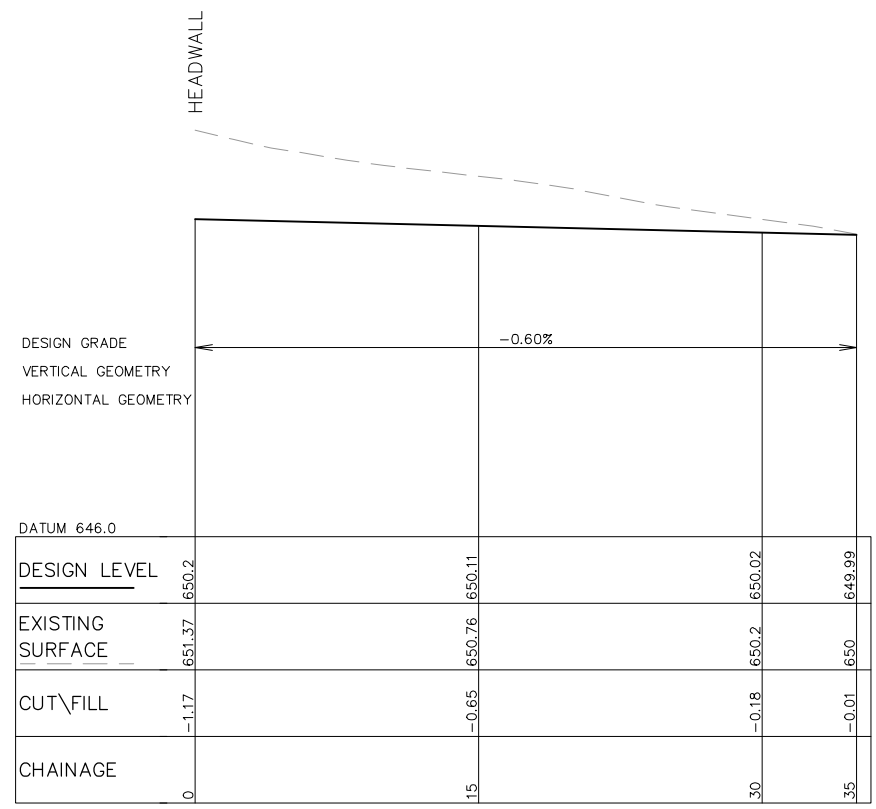 HEADWALL
-0.60%
DESIGN GRADE
VERTICAL GEOMETRY
HORIZONTAL GEOMETRY
DATUM 646.0
DESIGN LEVEL 650.2 650.11 650.02 649.99
EXISTING
SURFACE 651.37 650.76 650.2 650
CUT\FILL -1.17 -0.65 -0.18 -0.01
CHAINAGE 0 15 30 35